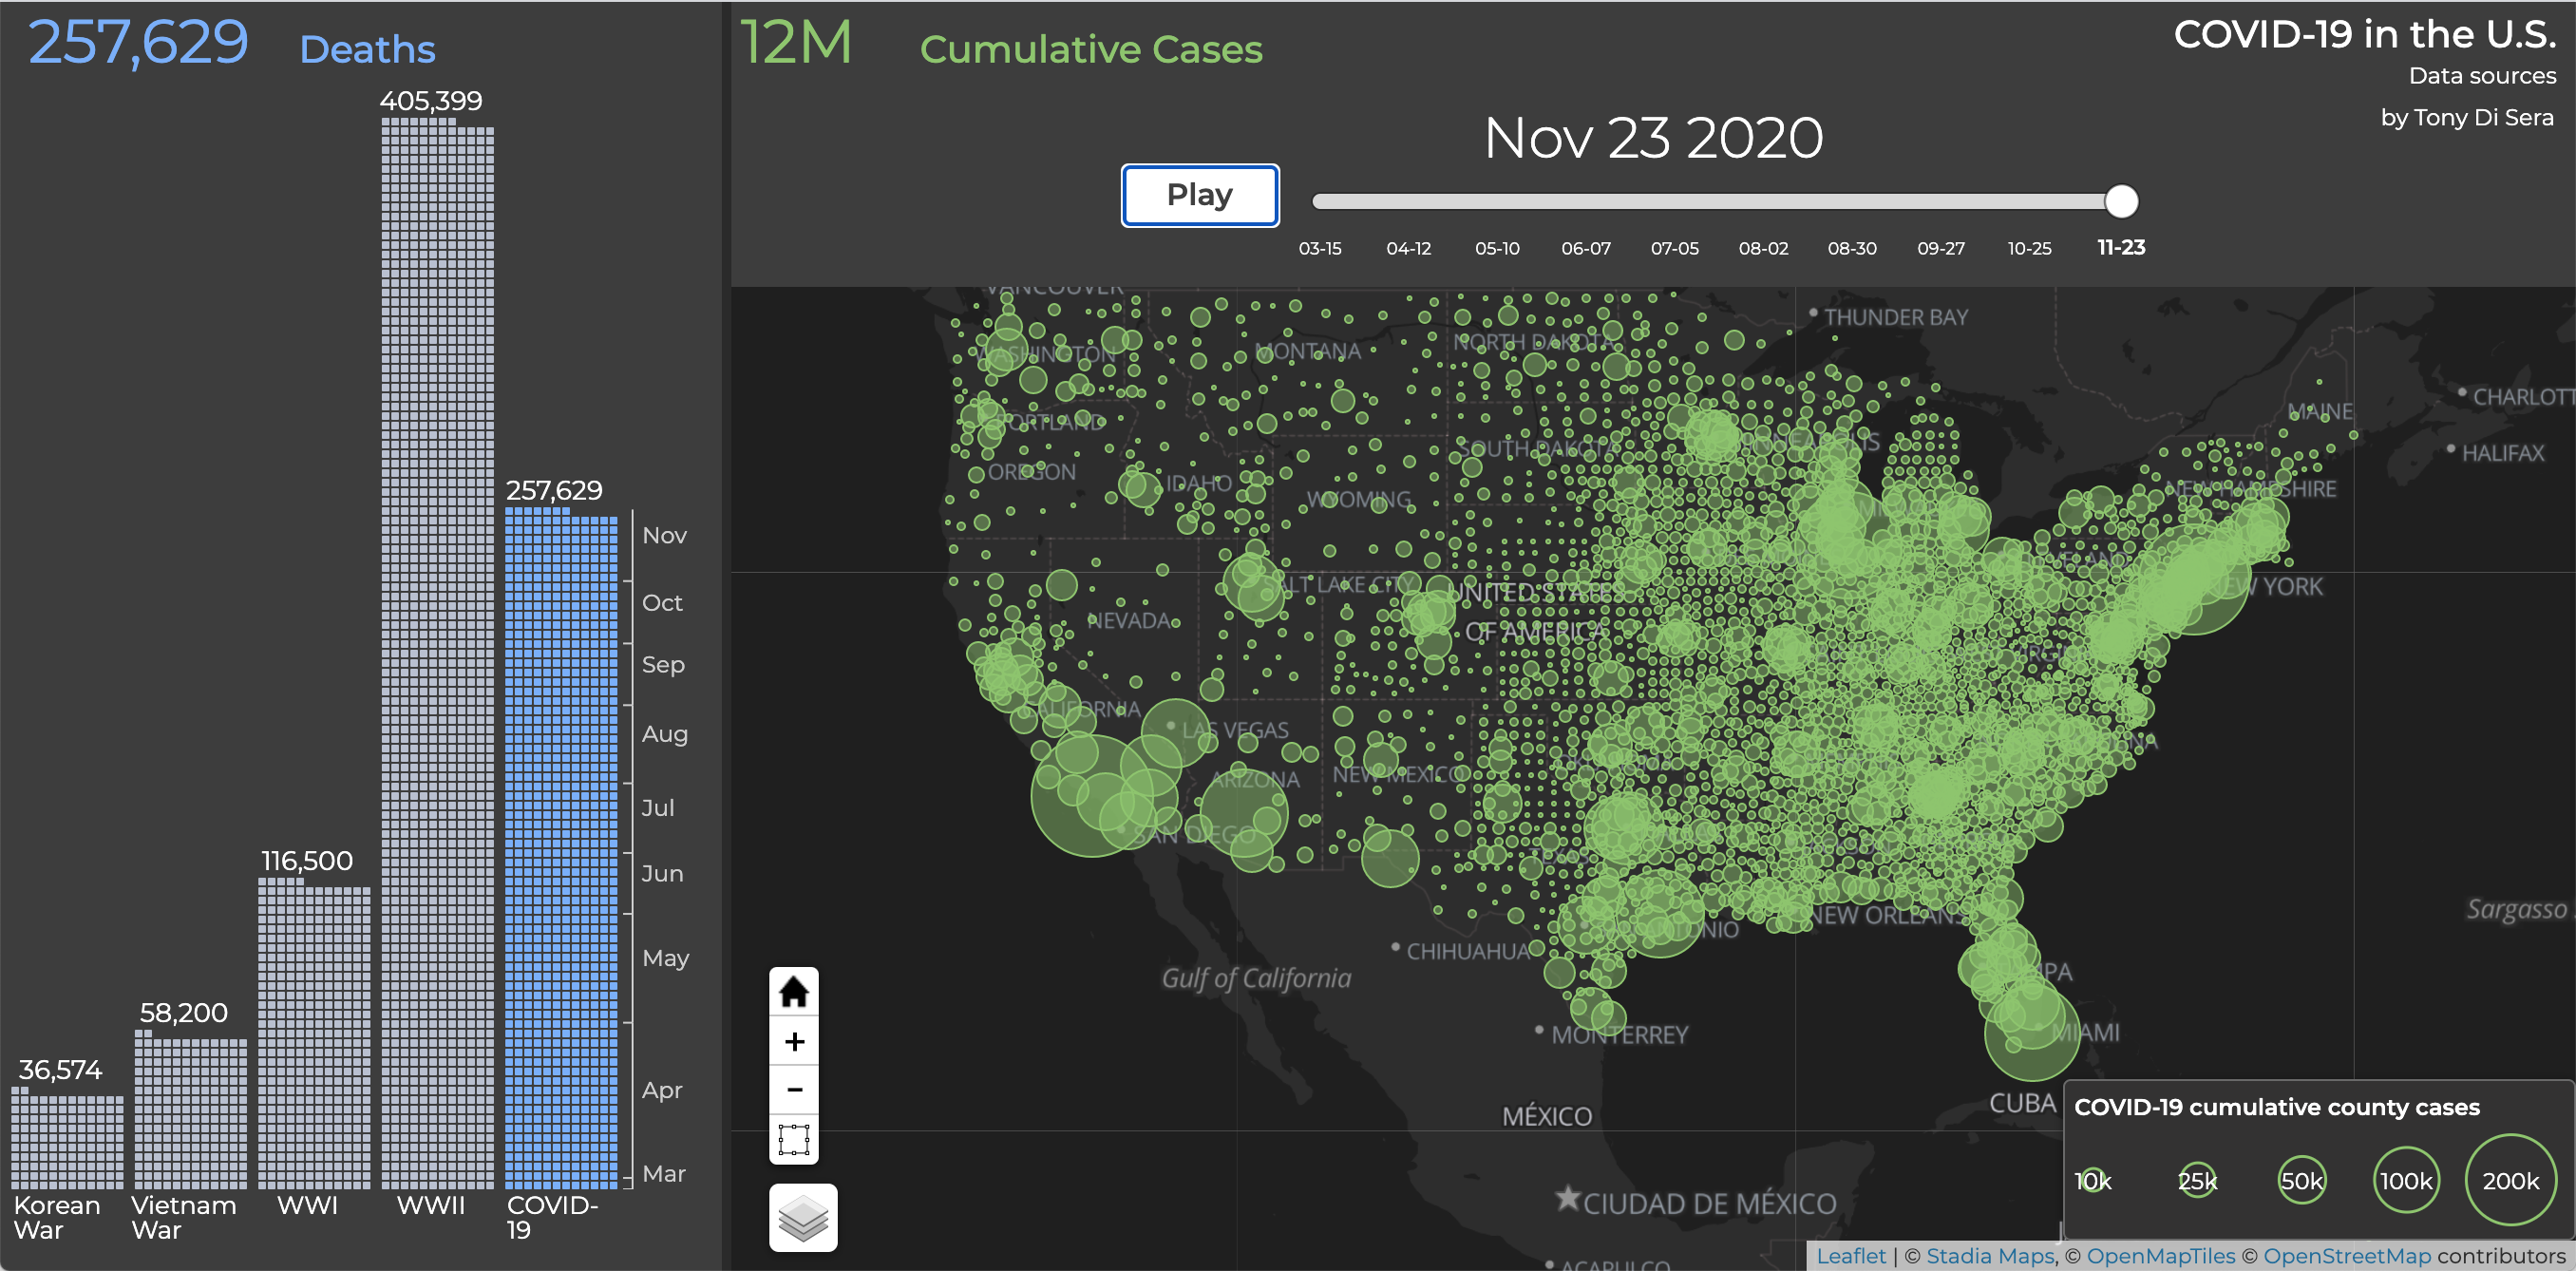 257,629 Deaths
405,399
257,629
116,500
58,200
36,574
Nov
Oct
Sep
Aug
Jul
Jun
May
Apr
Mar
Korean War
Vietnam War
WWI
WWII
COVID-19
12M Cumulative Cases
COVID-19 in the U.S.
Data sources
by Tony Di Sera
Nov 23 2020
Play
03-15 04-12 05-10 06-07 07-05 08-02 08-30 09-27 10-25 11-23
VANCOUVER
THUNDER BAY
WASHINGTON
MONTANA
NORTH DAKOTA
CHARLOTT
MAINE
PORTLAND
SOUTH DAKOTA
HALIFAX
OREGON
IDAHO
WYOMING
NEW HAMPSHIRE
SALT LAKE CITY
UNITED STATES
OF AMERICA
NEW YORK
NEVADA
CALIFORNIA
LAS VEGAS
ARIZONA
NEW MEXICO
SAN DIEGO
TEXAS
NEW ORLEANS
Sargasso
CHIHUAHUA
Gulf of California
MIAMI
MONTERREY
CUBA
MÉXICO
CIUDAD DE MÉXICO
ACAPULCO
+
−
COVID-19 cumulative county cases
10k 25k 50k 100k 200k
Leaflet | © Stadia Maps, © OpenMapTiles © OpenStreetMap contributors